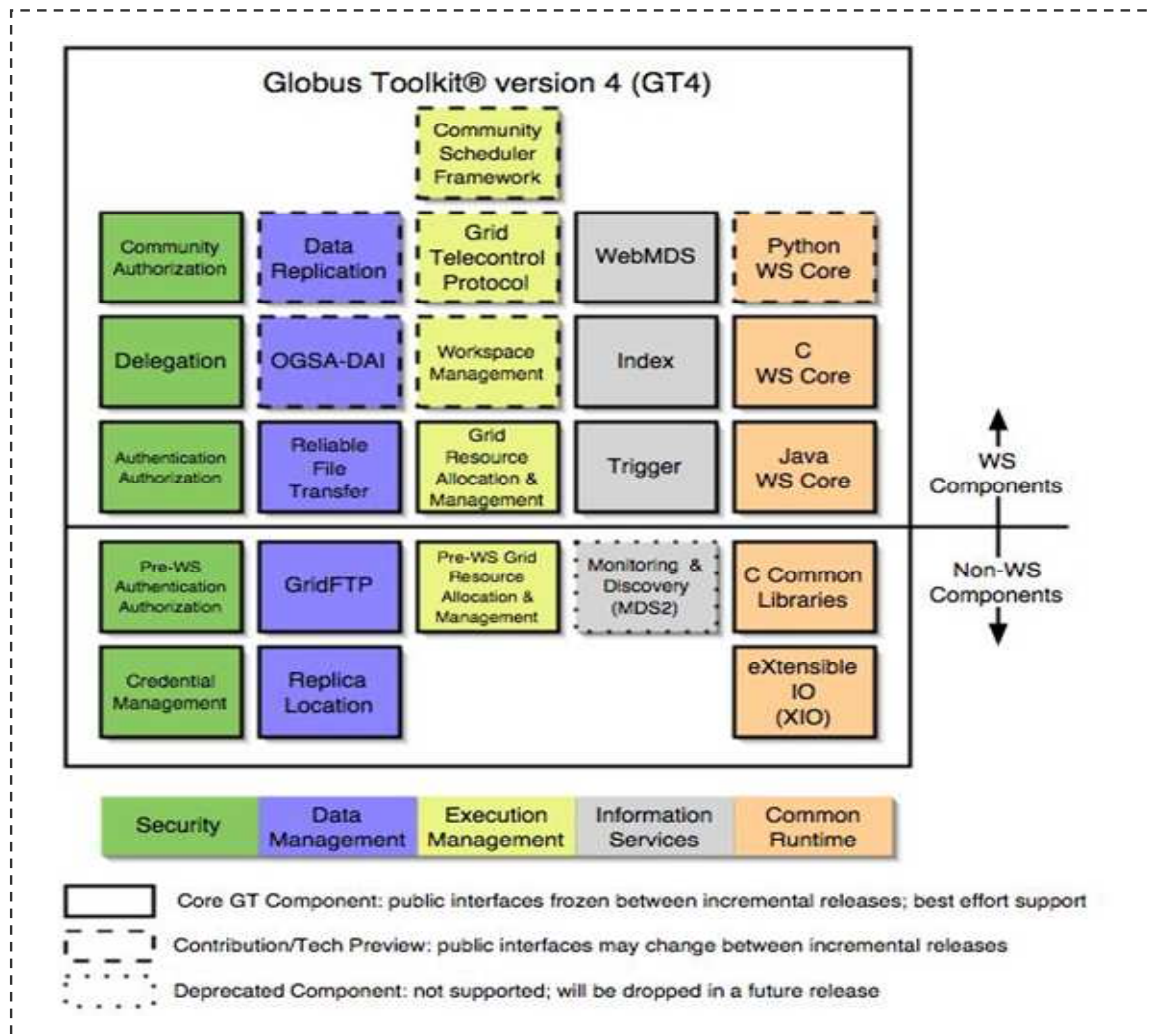 Globus Toolkit® version 4 (GT4)
Community
Scheduler
Framework
Community
Authorization
Data
Replication
Grid
Telecontrol
Protocol
WebMDS
Python
WS Core
Delegation
OGSA-DAI
Workspace
Management
Index
C
WS Core
Authentication
Authorization
Reliable
File
Transfer
Grid
Resource
Allocation &
Management
Trigger
Java
WS Core
WS
Components
Pre-WS
Authentication
Authorization
GridFTP
Pre-WS Grid
Resource
Allocation &
Management
Monitoring &
Discovery
(MDS2)
C Common
Libraries
Non-WS
Components
Credential
Management
Replica
Location
eXtensible
IO
(XIO)
Security
Data
Management
Execution
Management
Information
Services
Common
Runtime
Core GT Component: public interfaces frozen between incremental releases; best effort support
Contribution/Tech Preview: public interfaces may change between incremental releases
Deprecated Component: not supported; will be dropped in a future release